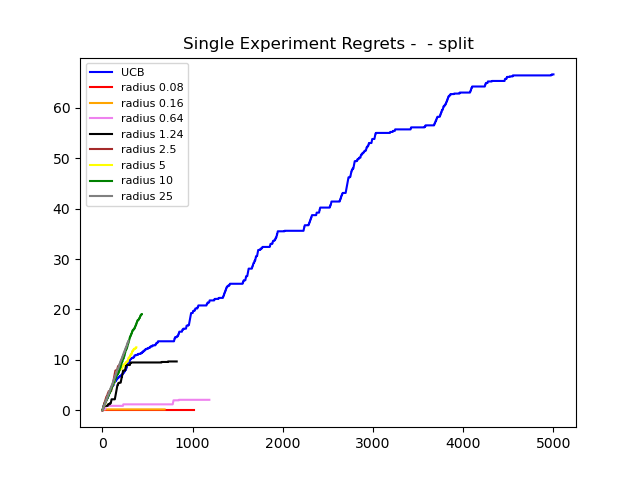 Single Experiment Regrets -  - split
UCB
radius 0.08
radius 0.16
radius 0.64
radius 1.24
radius 2.5
radius 5
radius 10
radius 25
60
50
40
30
20
10
0
0 1000 2000 3000 4000 5000